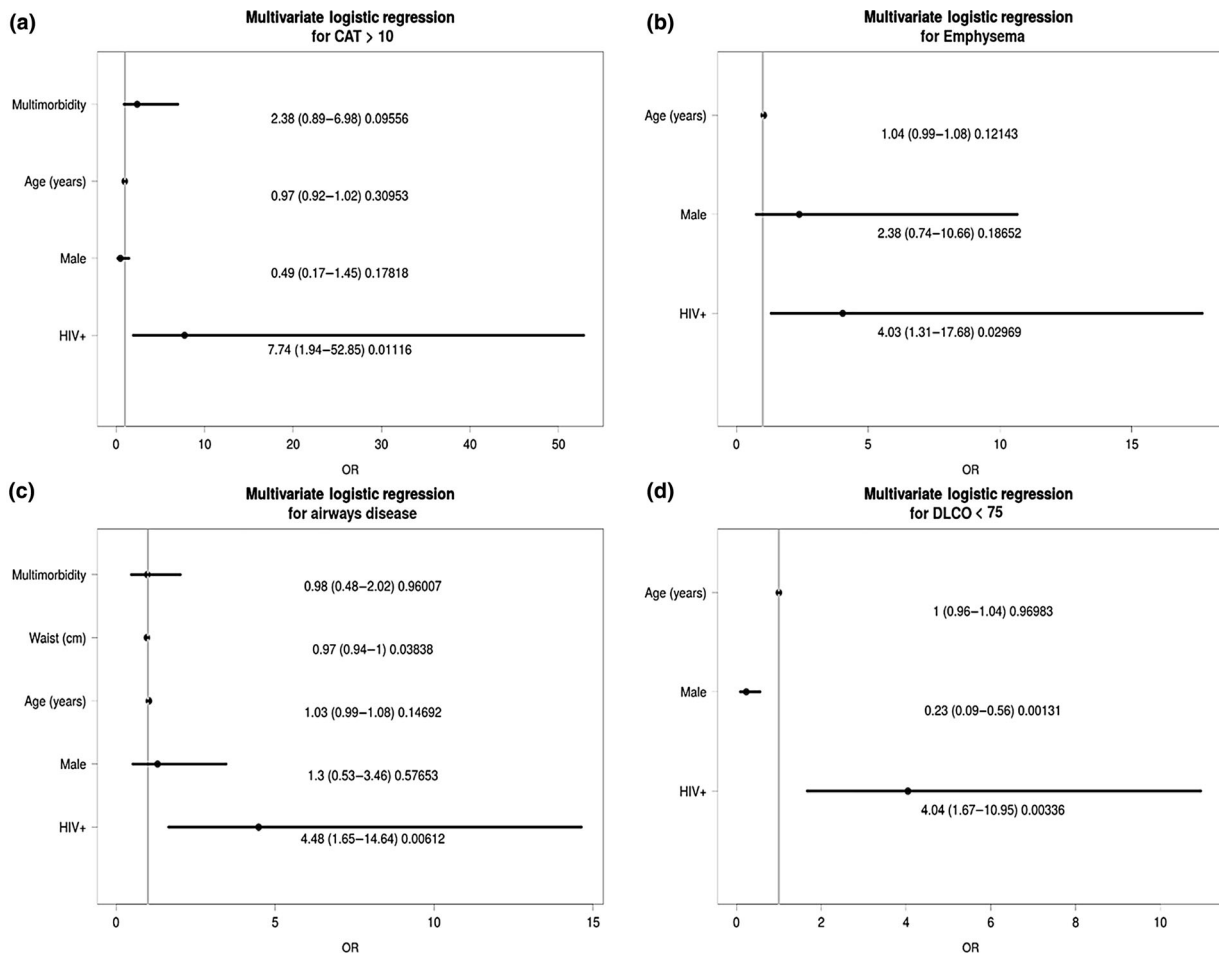 (a)
Multivariate logistic regression
for CAT > 10
Multimorbidity
2.38 (0.89–6.98) 0.09556
Age (years)
0.97 (0.92–1.02) 0.30953
Male
0.49 (0.17–1.45) 0.17818
HIV+
7.74 (1.94–52.85) 0.01116
0 10 20 30 40 50
OR
(b)
Multivariate logistic regression
for Emphysema
Age (years)
1.04 (0.99–1.08) 0.12143
Male
2.38 (0.74–10.66) 0.18652
HIV+
4.03 (1.31–17.68) 0.02969
0 5 10 15
OR
(c)
Multivariate logistic regression
for airways disease
Multimorbidity
0.98 (0.48–2.02) 0.96007
Waist (cm)
0.97 (0.94–1) 0.03838
Age (years)
1.03 (0.99–1.08) 0.14692
Male
1.3 (0.53–3.46) 0.57653
HIV+
4.48 (1.65–14.64) 0.00612
0 5 10 15
OR
(d)
Multivariate logistic regression
for DLCO < 75
Age (years)
1 (0.96–1.04) 0.96983
Male
0.23 (0.09–0.56) 0.00131
HIV+
4.04 (1.67–10.95) 0.00336
0 2 4 6 8 10
OR